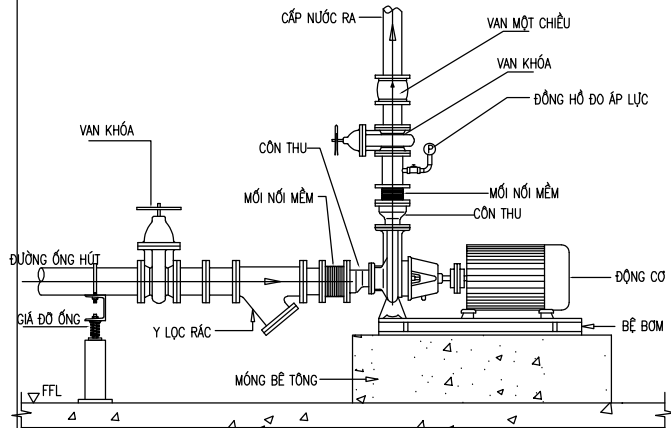 CẤP NƯỚC RA
VAN MỘT CHIỀU
VAN KHÓA
ĐỒNG HỒ ĐO ÁP LỰC
P
VAN KHÓA
CÔN THU
MỐI NỐI MỀM
MỐI NỐI MỀM
CÔN THU
ĐƯỜNG ỐNG HÚT
ĐỘNG CƠ
GIÁ ĐỠ ỐNG
Y LỌC RÁC
BỆ BƠM
MÓNG BÊ TÔNG
FFL